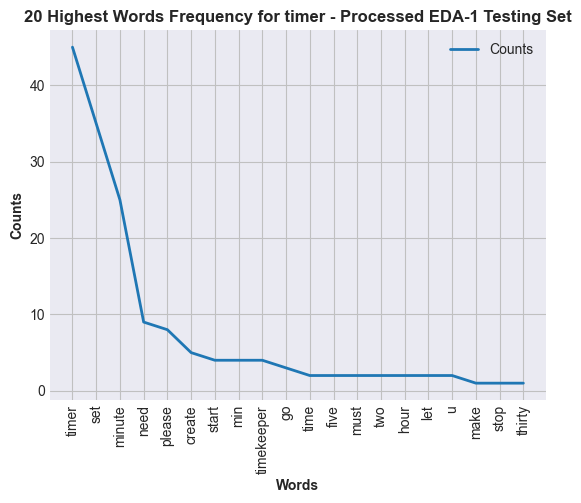 20 Highest Words Frequency for timer - Processed EDA-1 Testing Set
Counts
40
30
20
10
0
Counts
timer
set
minute
need
please
create
start
min
timekeeper
go
time
five
must
two
hour
let
u
make
stop
thirty
Words